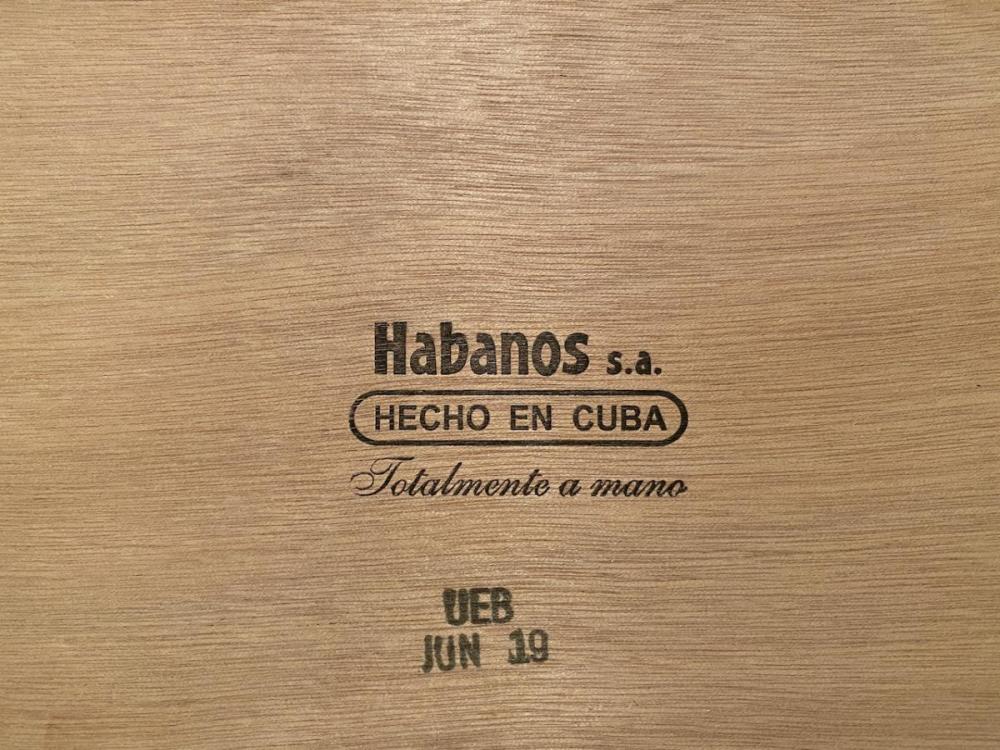 Habanos s.a.
HECHO EN CUBA
Totalmente a mano
UEB
JUN 19